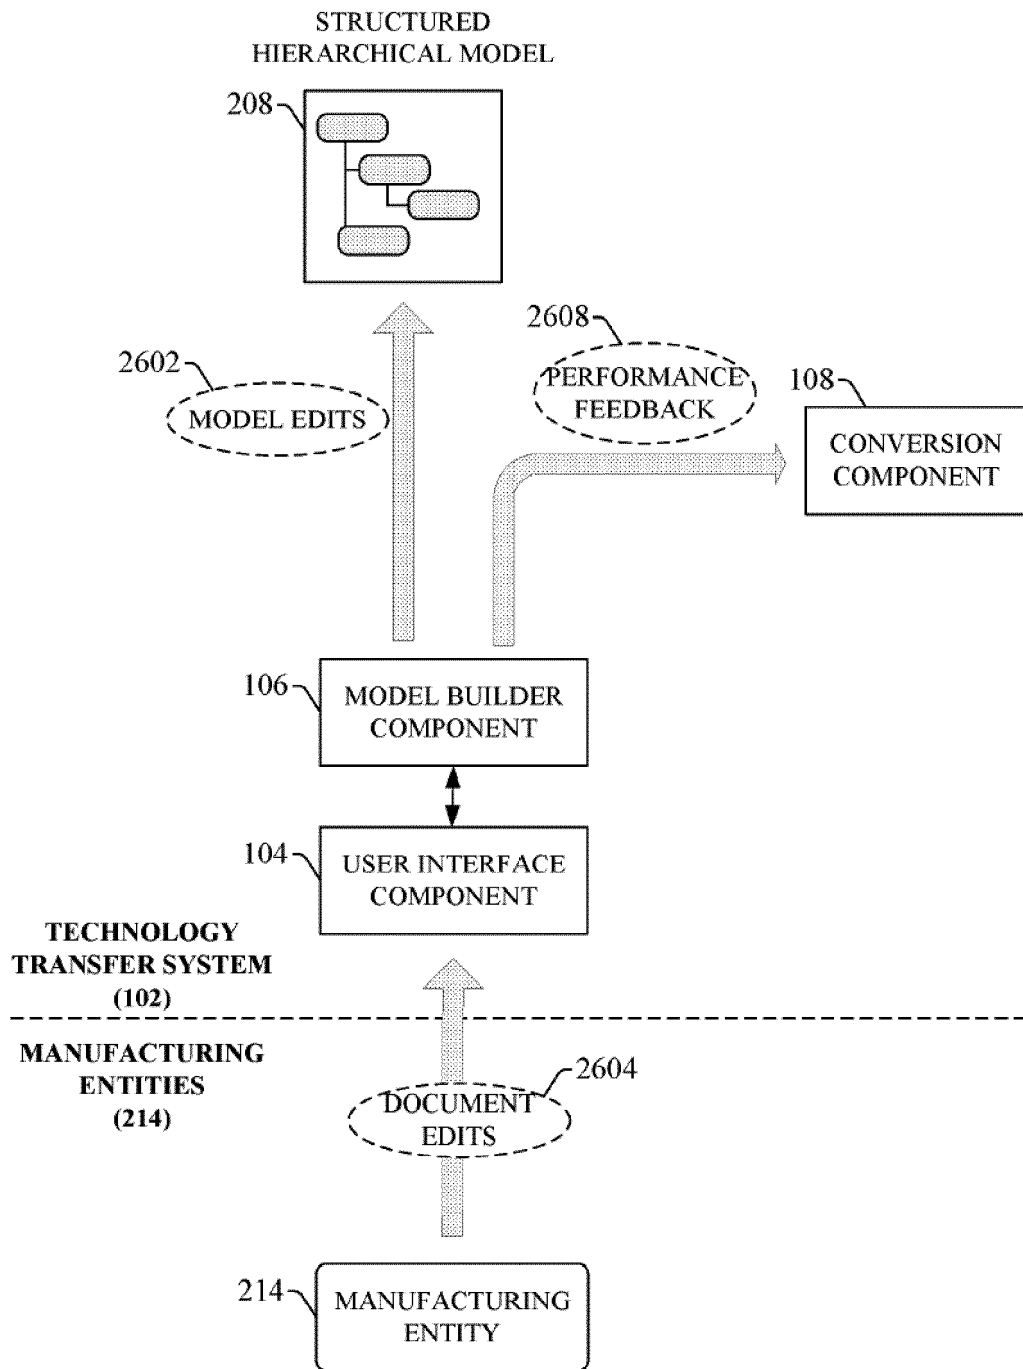 STRUCTURED
HIERARCHICAL MODEL
208
2608
2602
PERFORMANCE
FEEDBACK
108
MODEL EDITS
CONVERSION
COMPONENT
106
MODEL BUILDER
COMPONENT
104
USER INTERFACE
COMPONENT
TECHNOLOGY
TRANSFER SYSTEM
(102)
MANUFACTURING
ENTITIES
(214)
2604
DOCUMENT
EDITS
214
MANUFACTURING
ENTITY